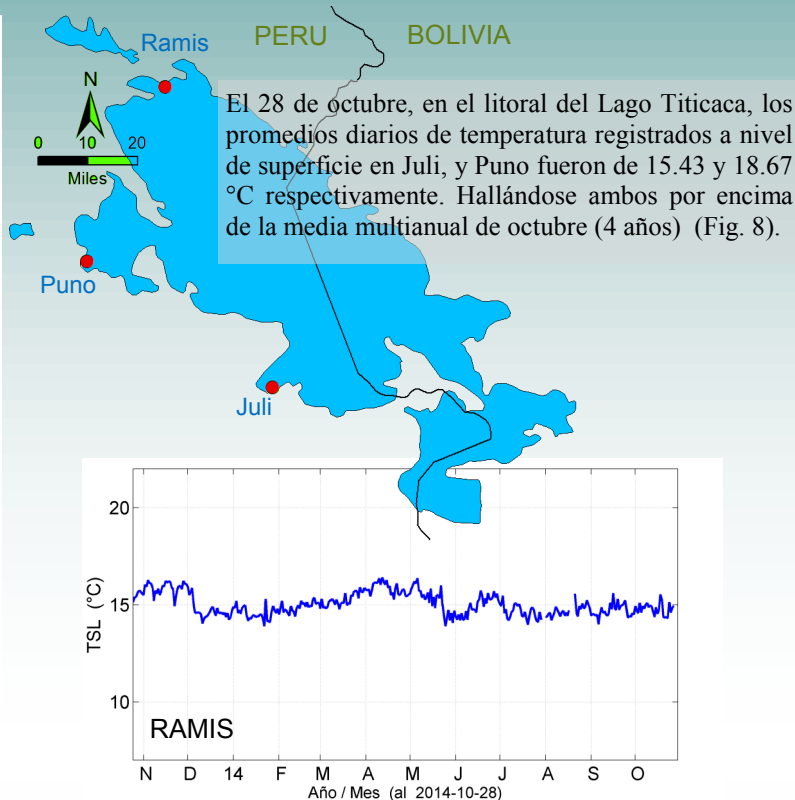 Ramis
PERU
BOLIVIA
N
0 10 20
Miles
El 28 de octubre, en el litoral del Lago Titicaca, los
promedios diarios de temperatura registrados a nivel
de superficie en Juli, y Puno fueron de 15.43 y 18.67
°C respectivamente. Hallándose ambos por encima
de la media multianual de octubre (4 años) (Fig. 8).
Puno
Juli
20
15
10
TSL (°C)
RAMIS
N D 14 F M A M J J A S O
Año / Mes (al 2014-10-28)